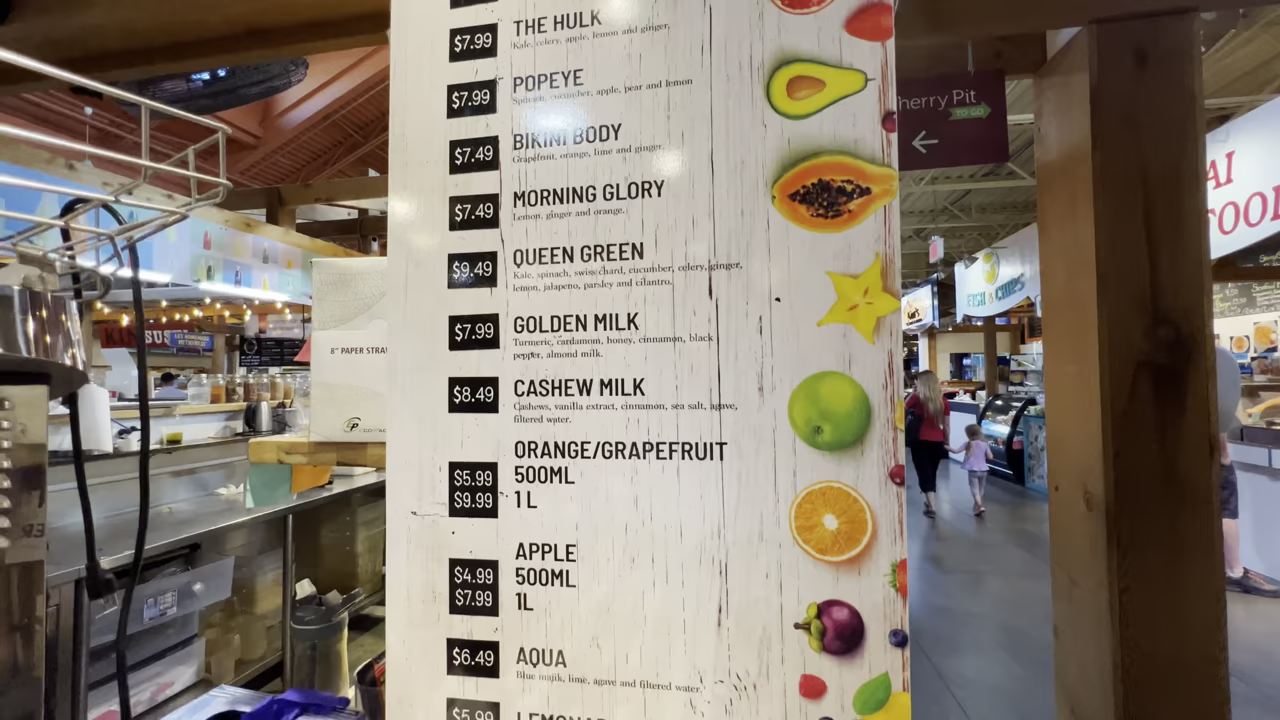 $7.99 THE HULK
Kale, celery, apple, lemon and ginger.
$7.99 POPEYE
Spinach, cucumber, apple, pear and lemon
$7.49 BIKINI BODY
Grapefruit, orange, lime and ginger.
$7.49 MORNING GLORY
Lemon, ginger and orange.
$9.49 QUEEN GREEN
Kale, spinach, swiss chard, cucumber, celery, ginger,
lemon, jalapeno, parsley and cilantro.
$7.99 GOLDEN MILK
Turmeric, cardamom, honey, cinnamon, black
pepper, almond milk.
$8.49 CASHEW MILK
Cashews, vanilla extract, cinnamon, sea salt, agave,
filtered water.
ORANGE/GRAPEFRUIT
$5.99 500ML
$9.99 1 L
APPLE
$4.99 500ML
$7.99 1L
$6.49 AQUA
Blue majik, lime, agave and filtered water.
$5.99 LEMONAD
herry Pit
TO GO
AI
FOOD
FISH & CHIPS
8" PAPER STRAW